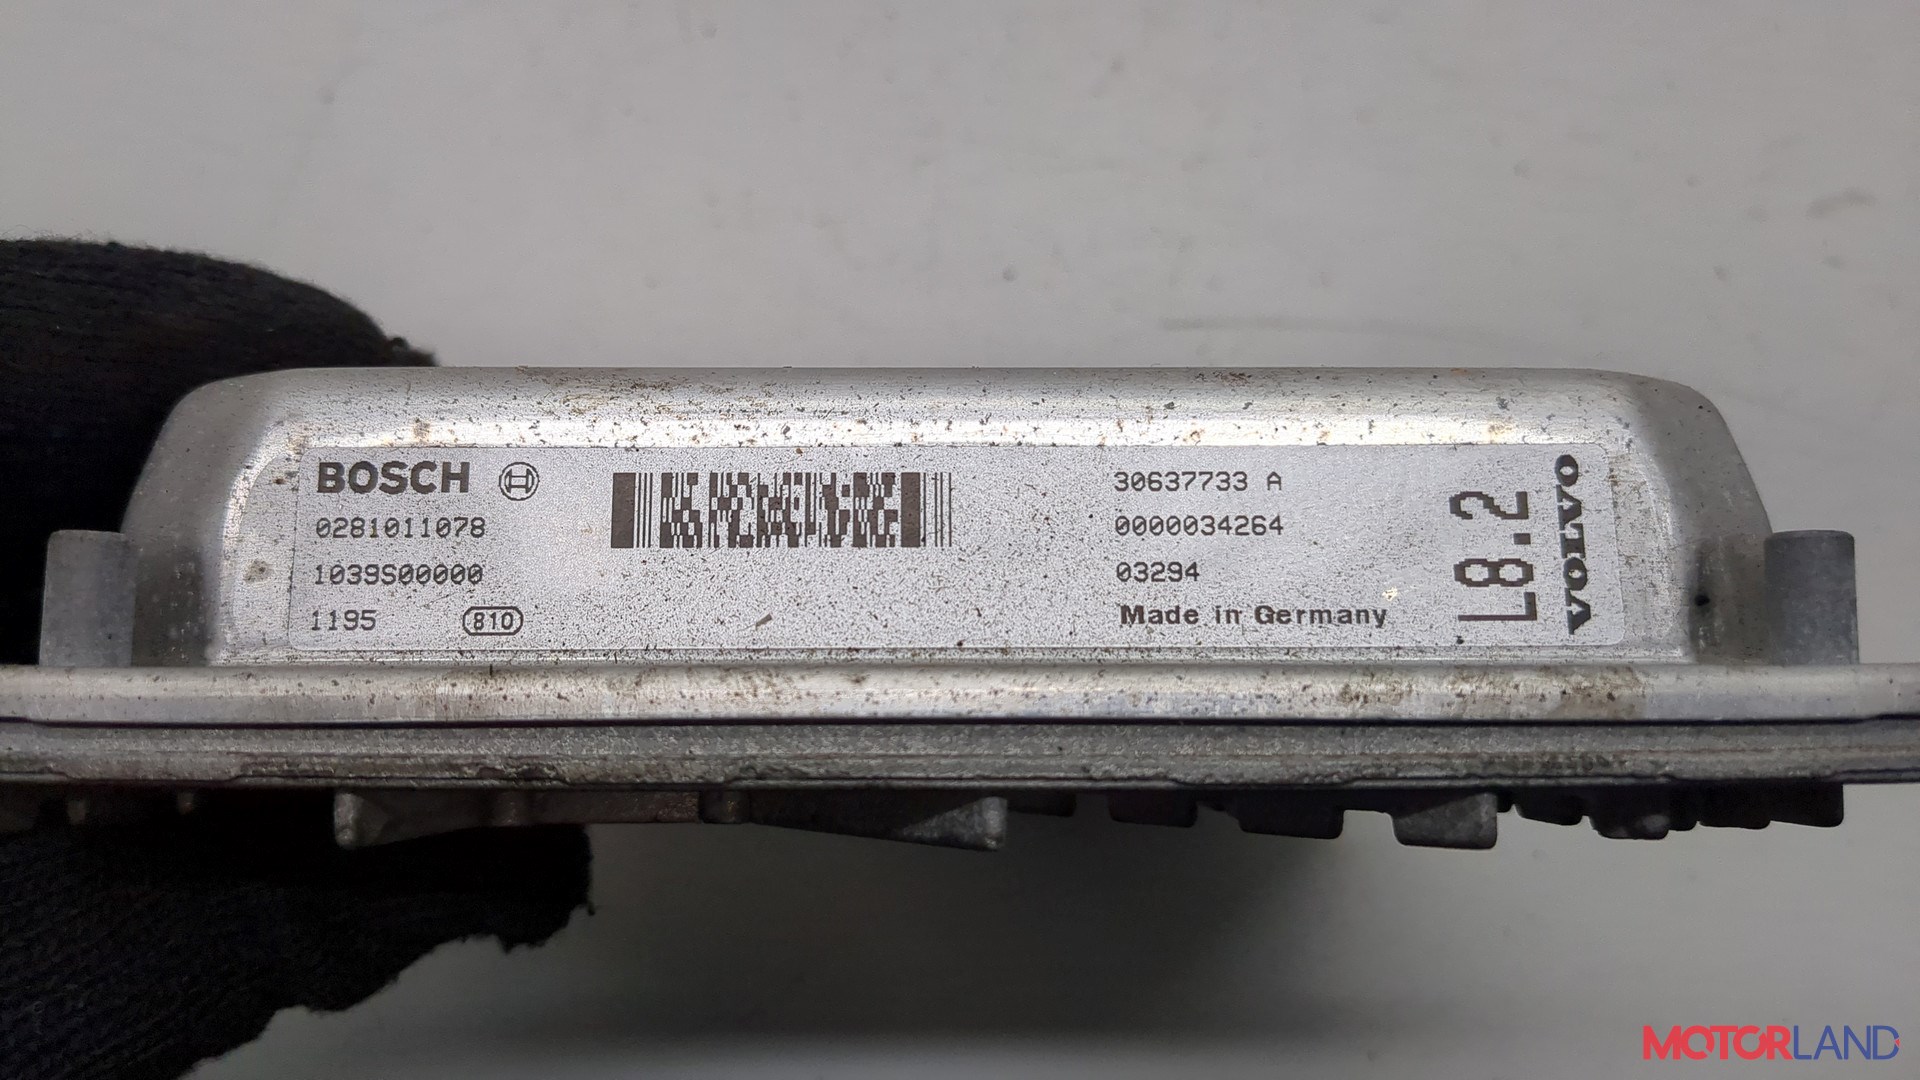 BOSCH
0281011078
1039S00000
1195 810
30637733 A
0000034264
03294
Made in Germany
L8.2
VOLVO
MOTORLAND